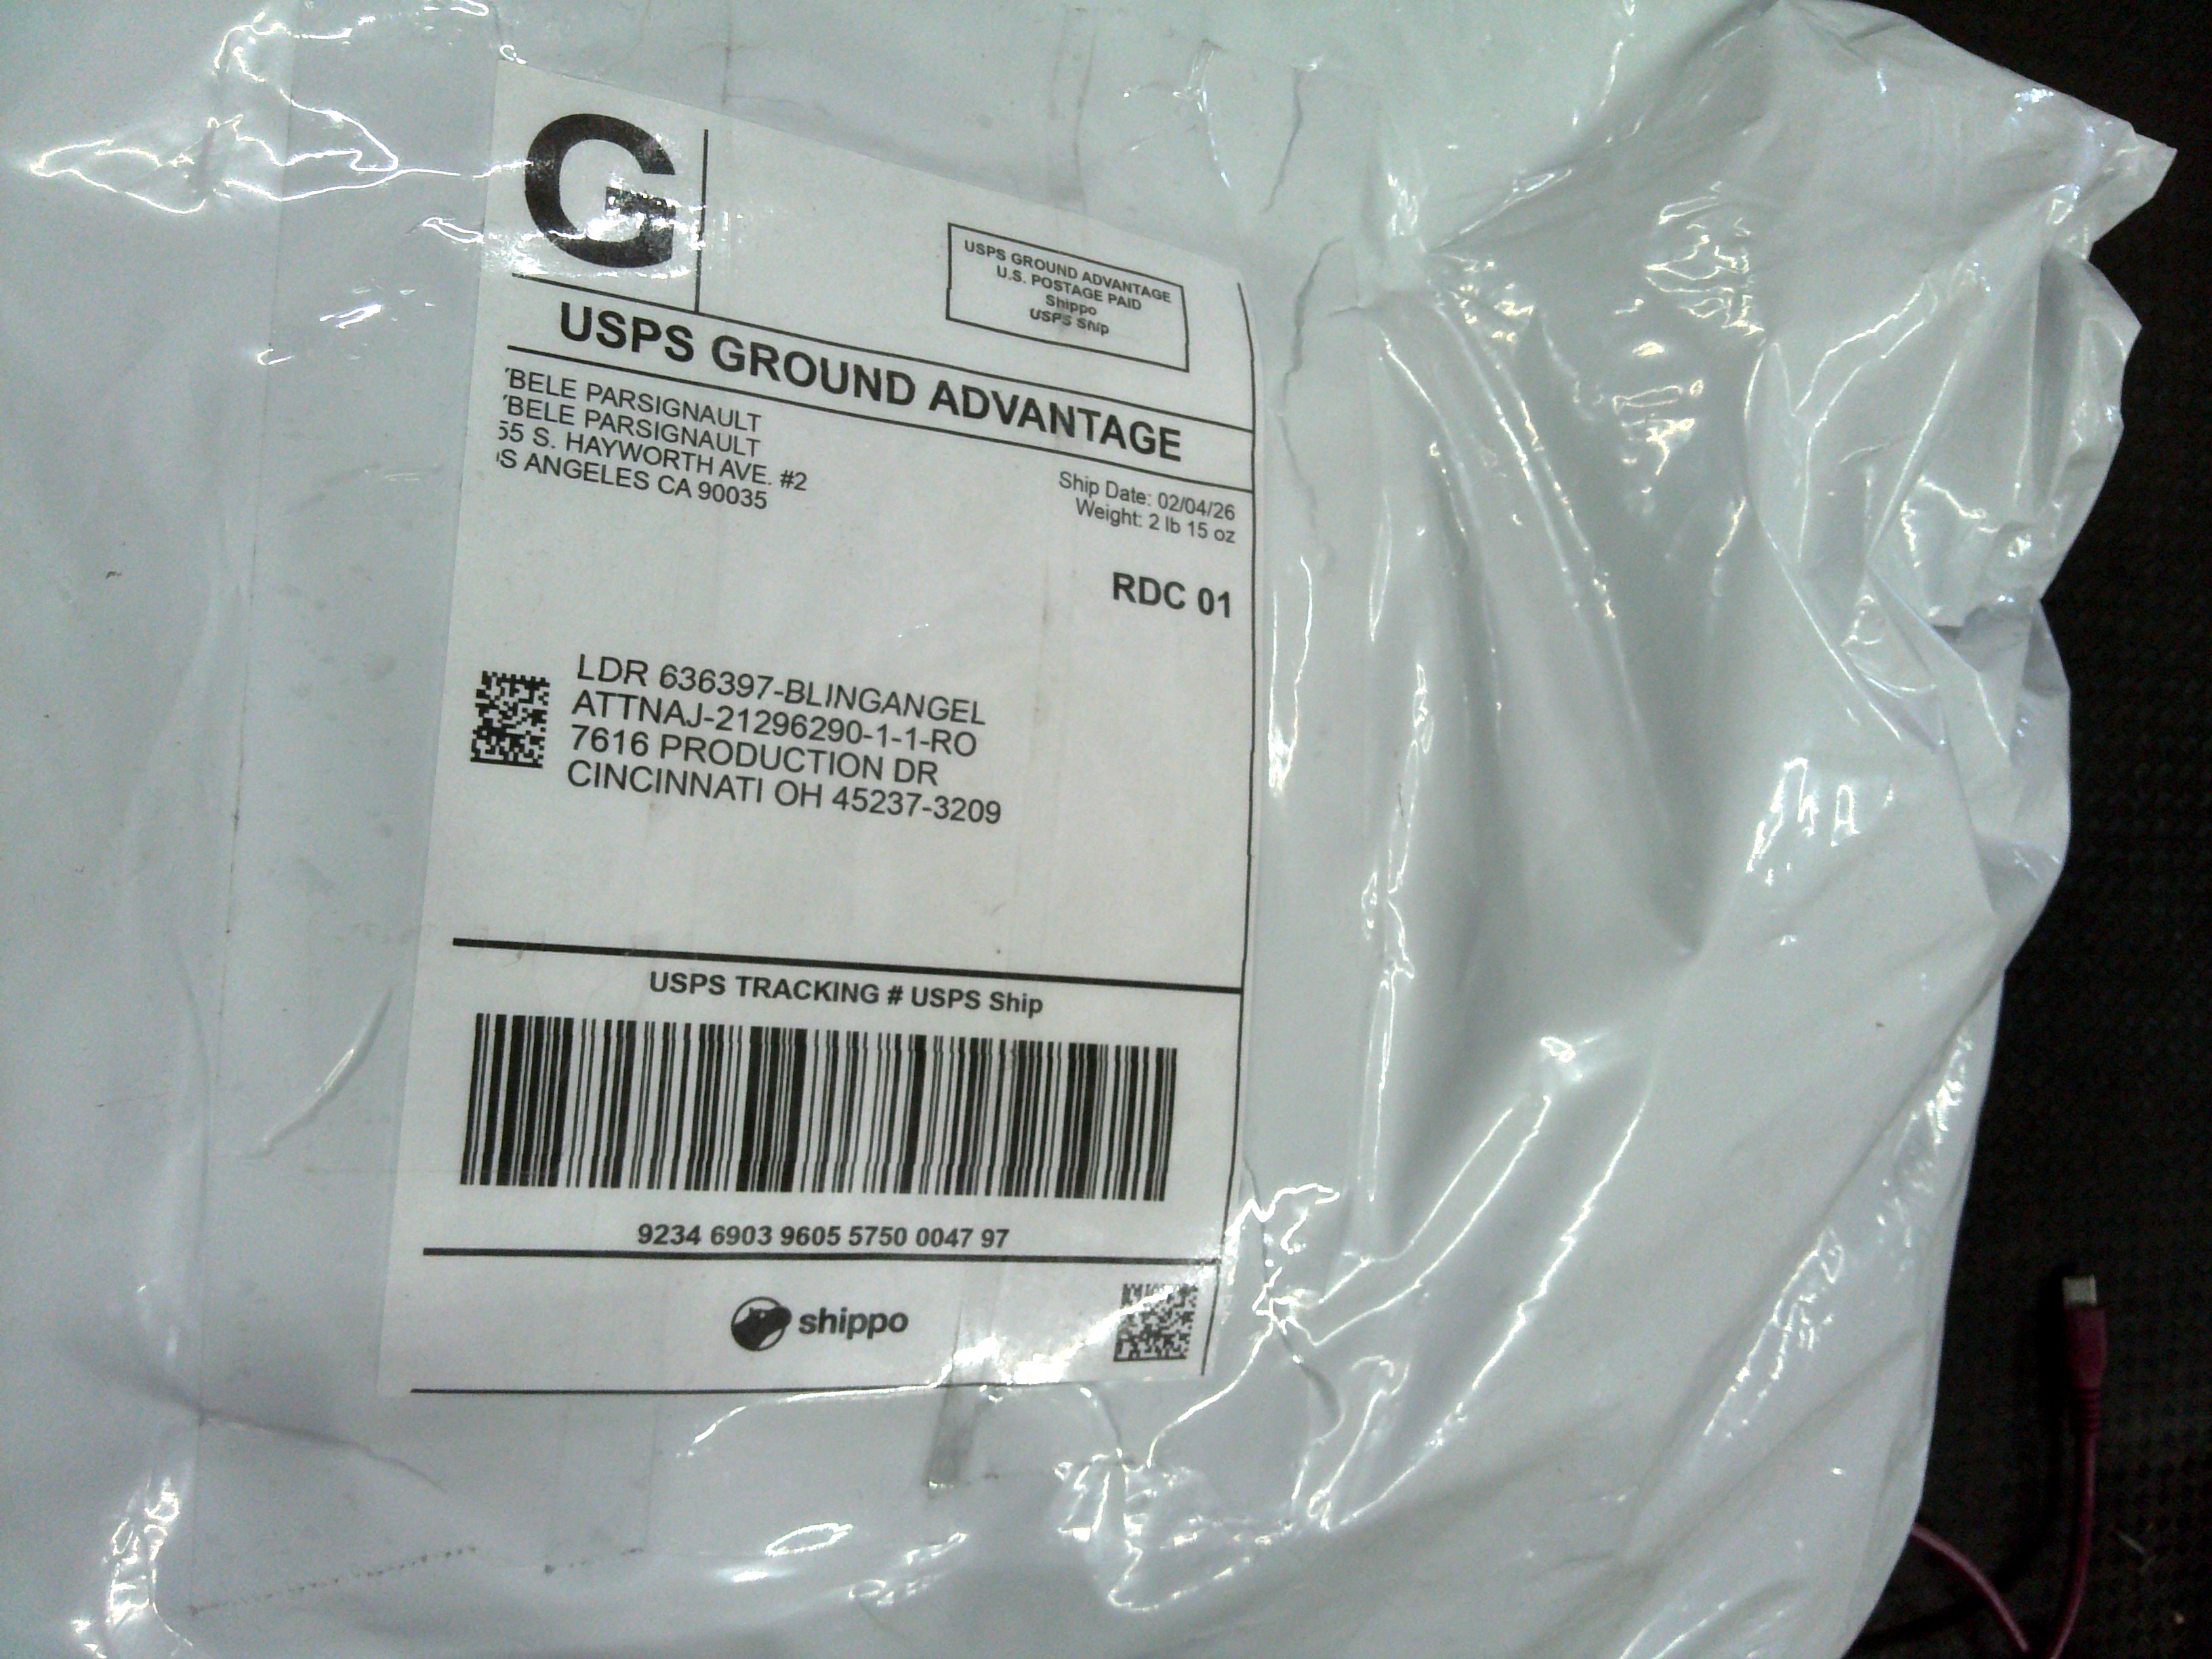 G
USPS GROUND ADVANTAGE
U.S. POSTAGE PAID
Shippo
USPS Ship
USPS GROUND ADVANTAGE
'BELE PARSIGNAULT
'BELE PARSIGNAULT
55 S. HAYWORTH AVE. #2
OS ANGELES CA 90035
Ship Date: 02/04/26
Weight: 2 lb 15 oz
RDC 01
LDR 636397-BLINGANGEL
ATTNAJ-21296290-1-1-RO
7616 PRODUCTION DR
CINCINNATI OH 45237-3209
USPS TRACKING # USPS Ship
9234 6903 9605 5750 0047 97
shippo